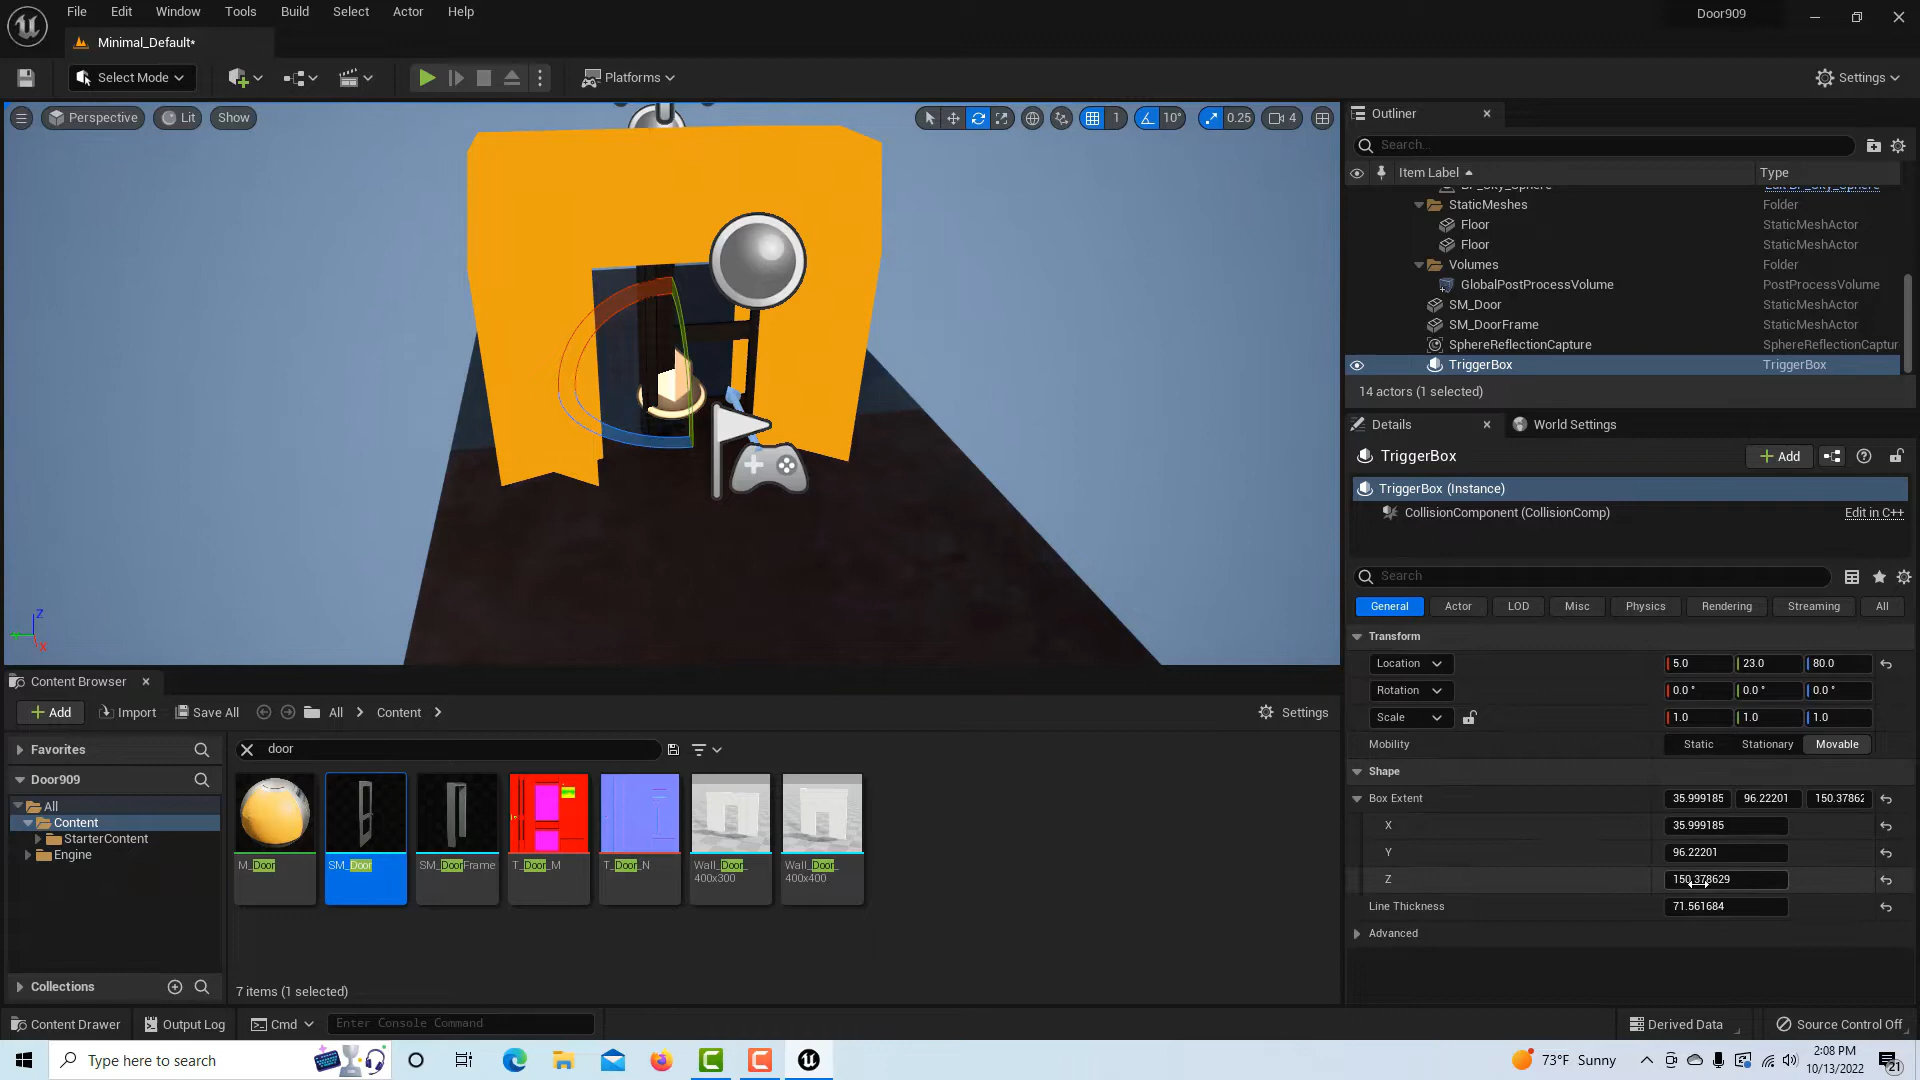 File Edit Window Tools Build Select Actor Help
Door909
Minimal_Default*
Select Mode
Platforms
Settings
Perspective Lit Show
1 10° 0.25 4
Outliner
Search...
Item Label Type
BP_Sky_Sphere Edit BP_Sky_Sphere
StaticMeshes Folder
Floor StaticMeshActor
Floor StaticMeshActor
Volumes Folder
GlobalPostProcessVolume PostProcessVolume
SM_Door StaticMeshActor
SM_DoorFrame StaticMeshActor
SphereReflectionCapture SphereReflectionCaptur
TriggerBox TriggerBox
14 actors (1 selected)
Details World Settings
TriggerBox
Add
TriggerBox (Instance)
CollisionComponent (CollisionComp) Edit in C++
Search
General Actor LOD Misc Physics Rendering Streaming All
Transform
Location 5.0 23.0 80.0
Rotation 0.0° 0.0° 0.0°
Scale 1.0 1.0 1.0
Mobility Static Stationary Movable
Shape
Box Extent 35.999185 96.22201 150.37862
X 35.999185
Y 96.22201
Z 150.378629
Line Thickness 71.561684
Advanced
Z
X
Content Browser
Add Import Save All All Content Settings
Favorites
door
Door909
All
Content
StarterContent
Engine
M_Door
SM_Door
SM_DoorFrame
T_Door_M
T_Door_N
Wall_Door_
400x300
Wall_Door_
400x400
Collections
7 items (1 selected)
Content Drawer Output Log Cmd Enter Console Command Derived Data Source Control Off
Type here to search
73°F Sunny
2:08 PM
10/13/2022
21